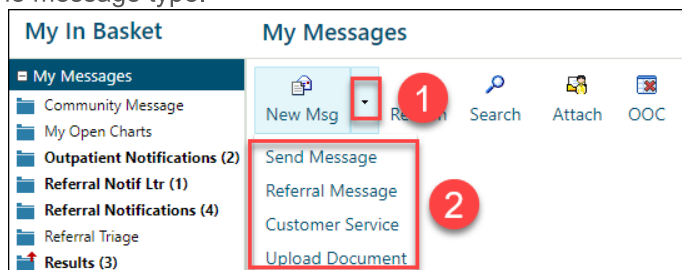 is message type.
My In Basket
My Messages
My Messages
Community Message
My Open Charts
Outpatient Notifications (2)
Referral Notif Ltr (1)
Referral Notifications (4)
Referral Triage
Results (3)
New Msg
1
Search
Attach
OOC
Send Message
Referral Message
Customer Service
Upload Document
2